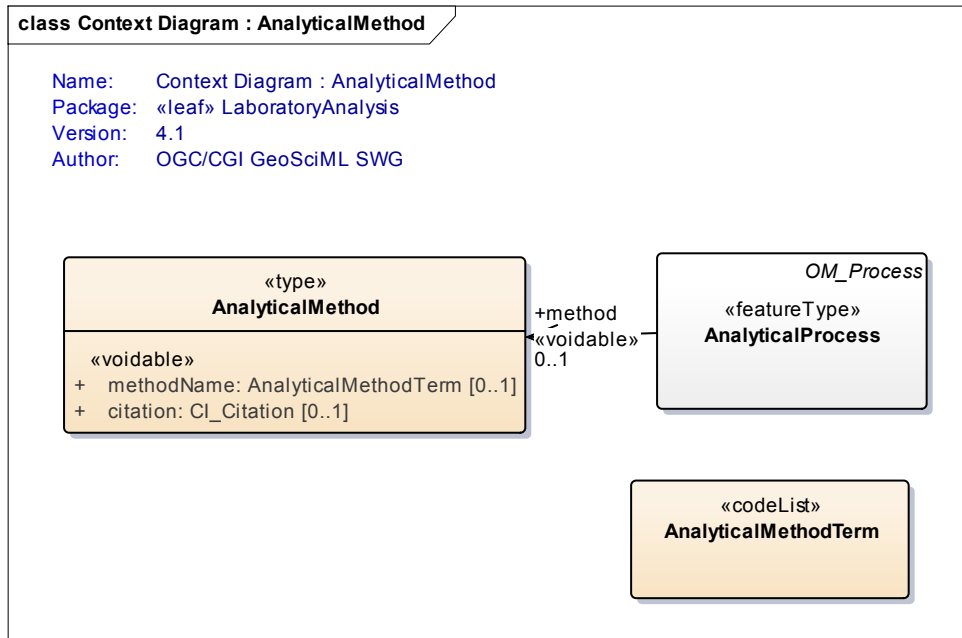 class Context Diagram : AnalyticalMethod
Name: Context Diagram : AnalyticalMethod
Package: «leaf» LaboratoryAnalysis
Version: 4.1
Author: OGC/CGI GeoSciML SWG
«type»
AnalyticalMethod
«voidable»
+ methodName: AnalyticalMethodTerm [0..1]
+ citation: CI_Citation [0..1]
+method
«voidable»
0..1
OM_Process
«featureType»
AnalyticalProcess
«codeList»
AnalyticalMethodTerm